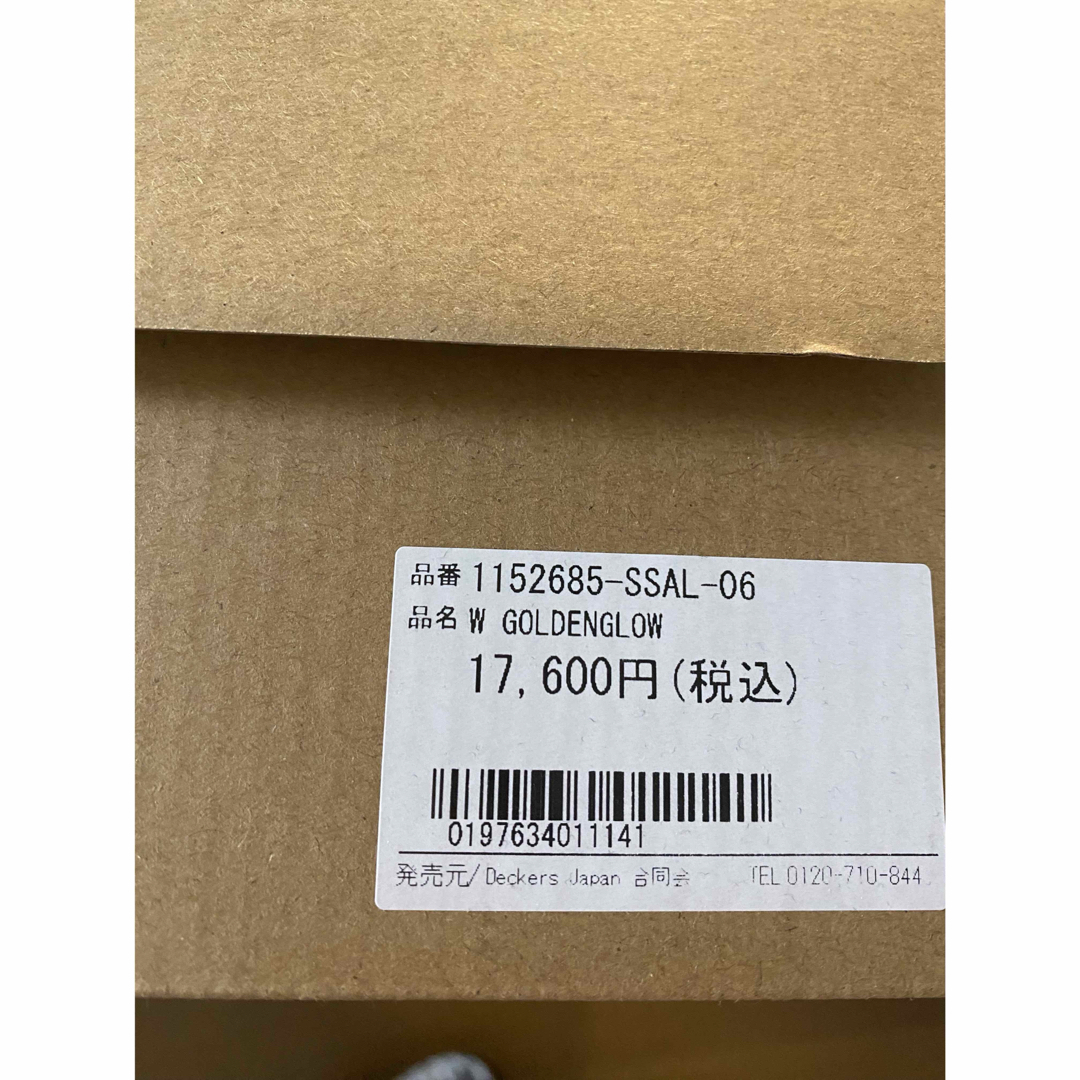 品番 1152685-SSAL-06
品名 W GOLDENGLOW
17,600円(税込)
0197634011141
発売元/Deckers Japan 合同会 TEL 0120-710-844